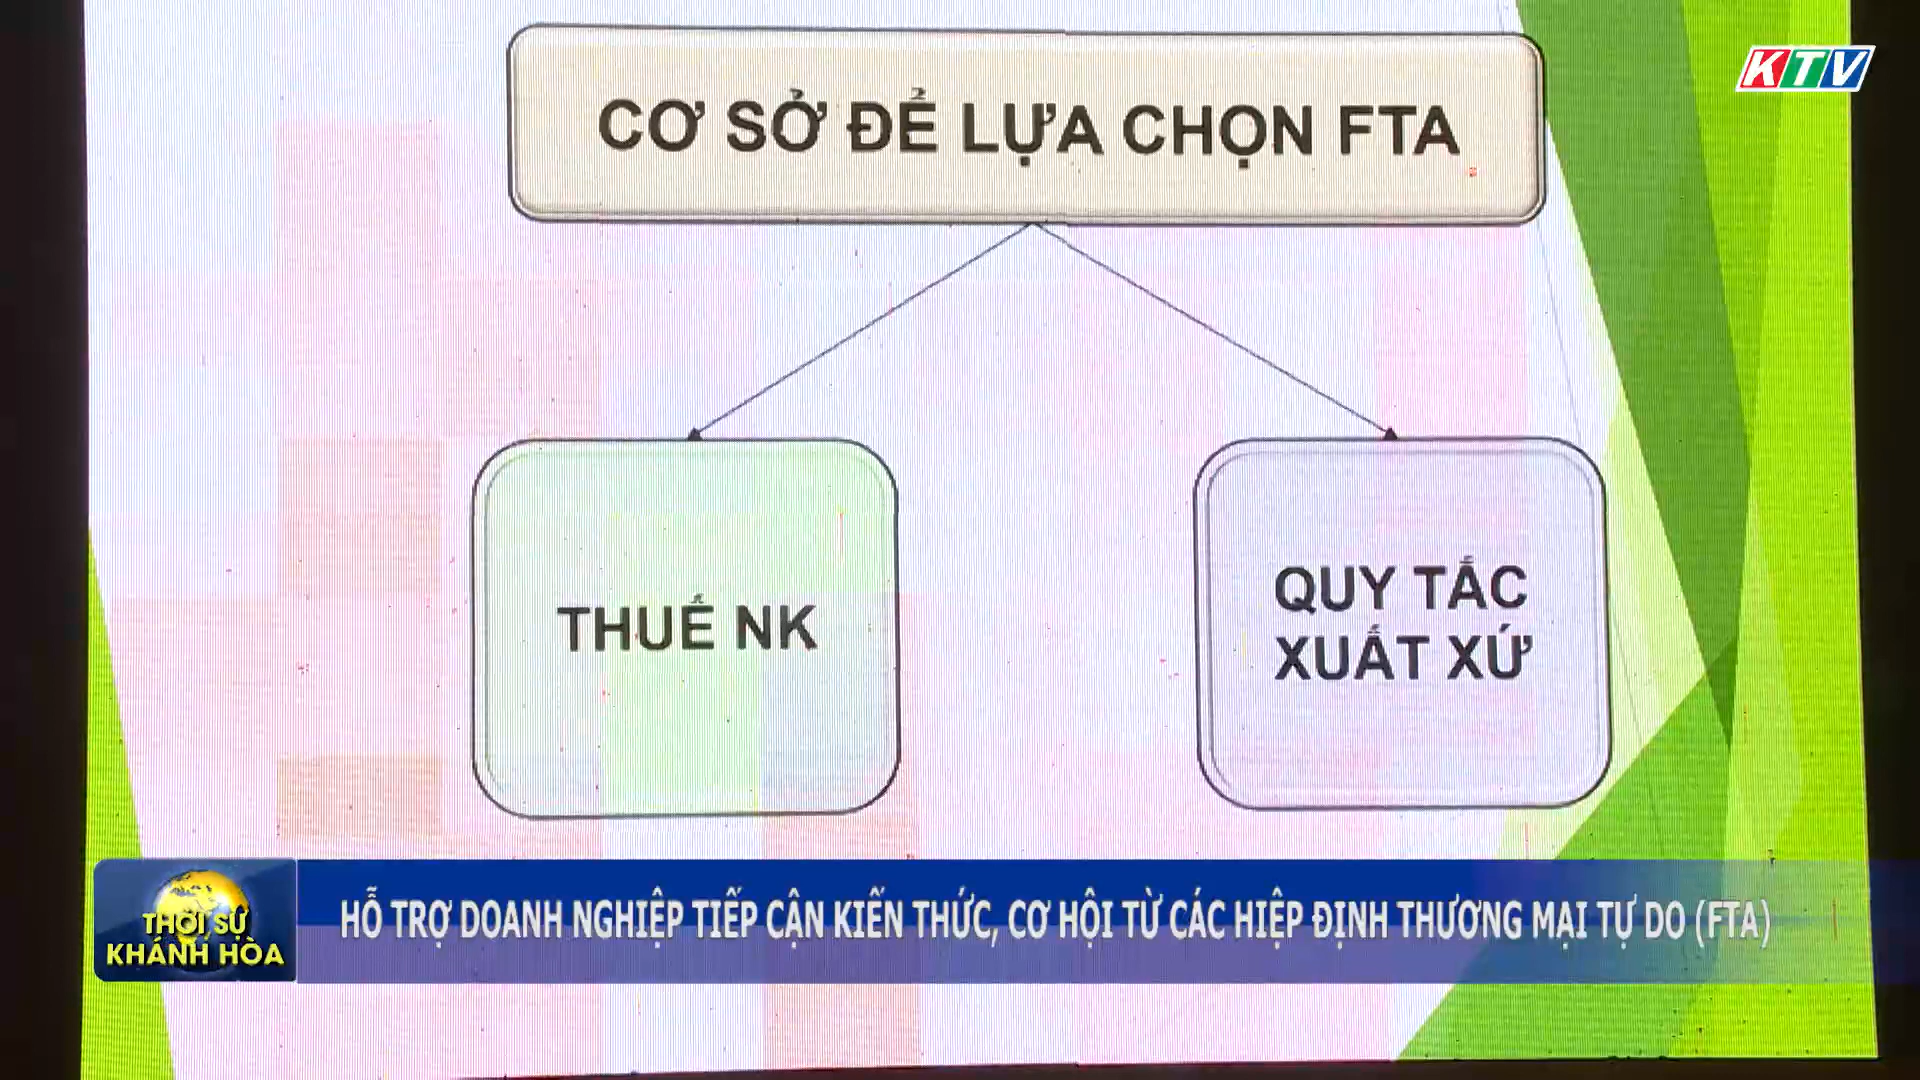 KTV
CƠ SỞ ĐỂ LỰA CHỌN FTA
THUẾ NK
QUY TẮC
XUẤT XỨ
THỜI SỰ
KHÁNH HÒA
HỖ TRỢ DOANH NGHIỆP TIẾP CẬN KIẾN THỨC, CƠ HỘI TỪ CÁC HIỆP ĐỊNH THƯƠNG MẠI TỰ DO (FTA)